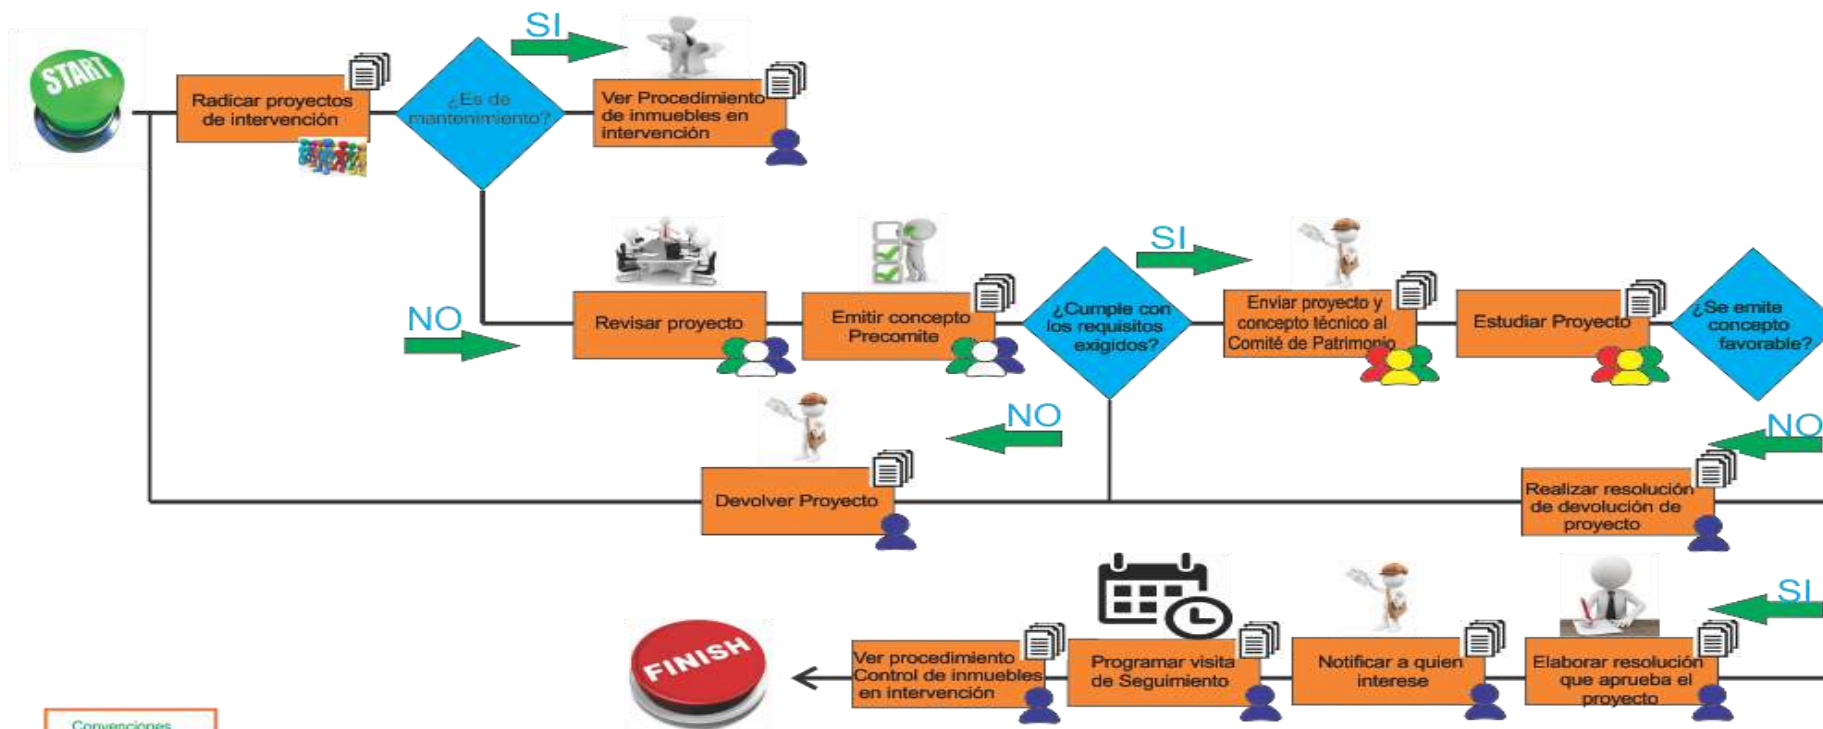 START
Radicar proyectos
de intervención
¿Es de
mantenimiento?
SI
Ver Procedimiento
de inmuebles en
intervención
NO
Revisar proyecto
Emitir concepto
Precomite
¿Cumple con
los requisitos
exigidos?
SI
Enviar proyecto y
concepto técnico al
Comité de Patrimonio
Estudiar Proyecto
¿Se emite
concepto
favorable?
NO
Devolver Proyecto
NO
Realizar resolución
de devolución de
proyecto
SI
Elaborar resolución
que aprueba el
proyecto
Notificar a quien
interese
Programar visita
de Seguimiento
Ver procedimiento
Control de inmuebles
en intervención
FINISH
Convenciones